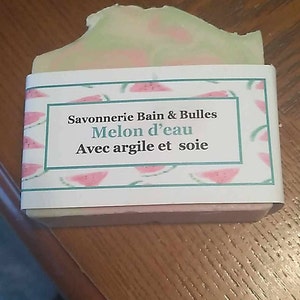 Savonnerie Bain & Bulles
Melon d'eau
Avec argile et soie